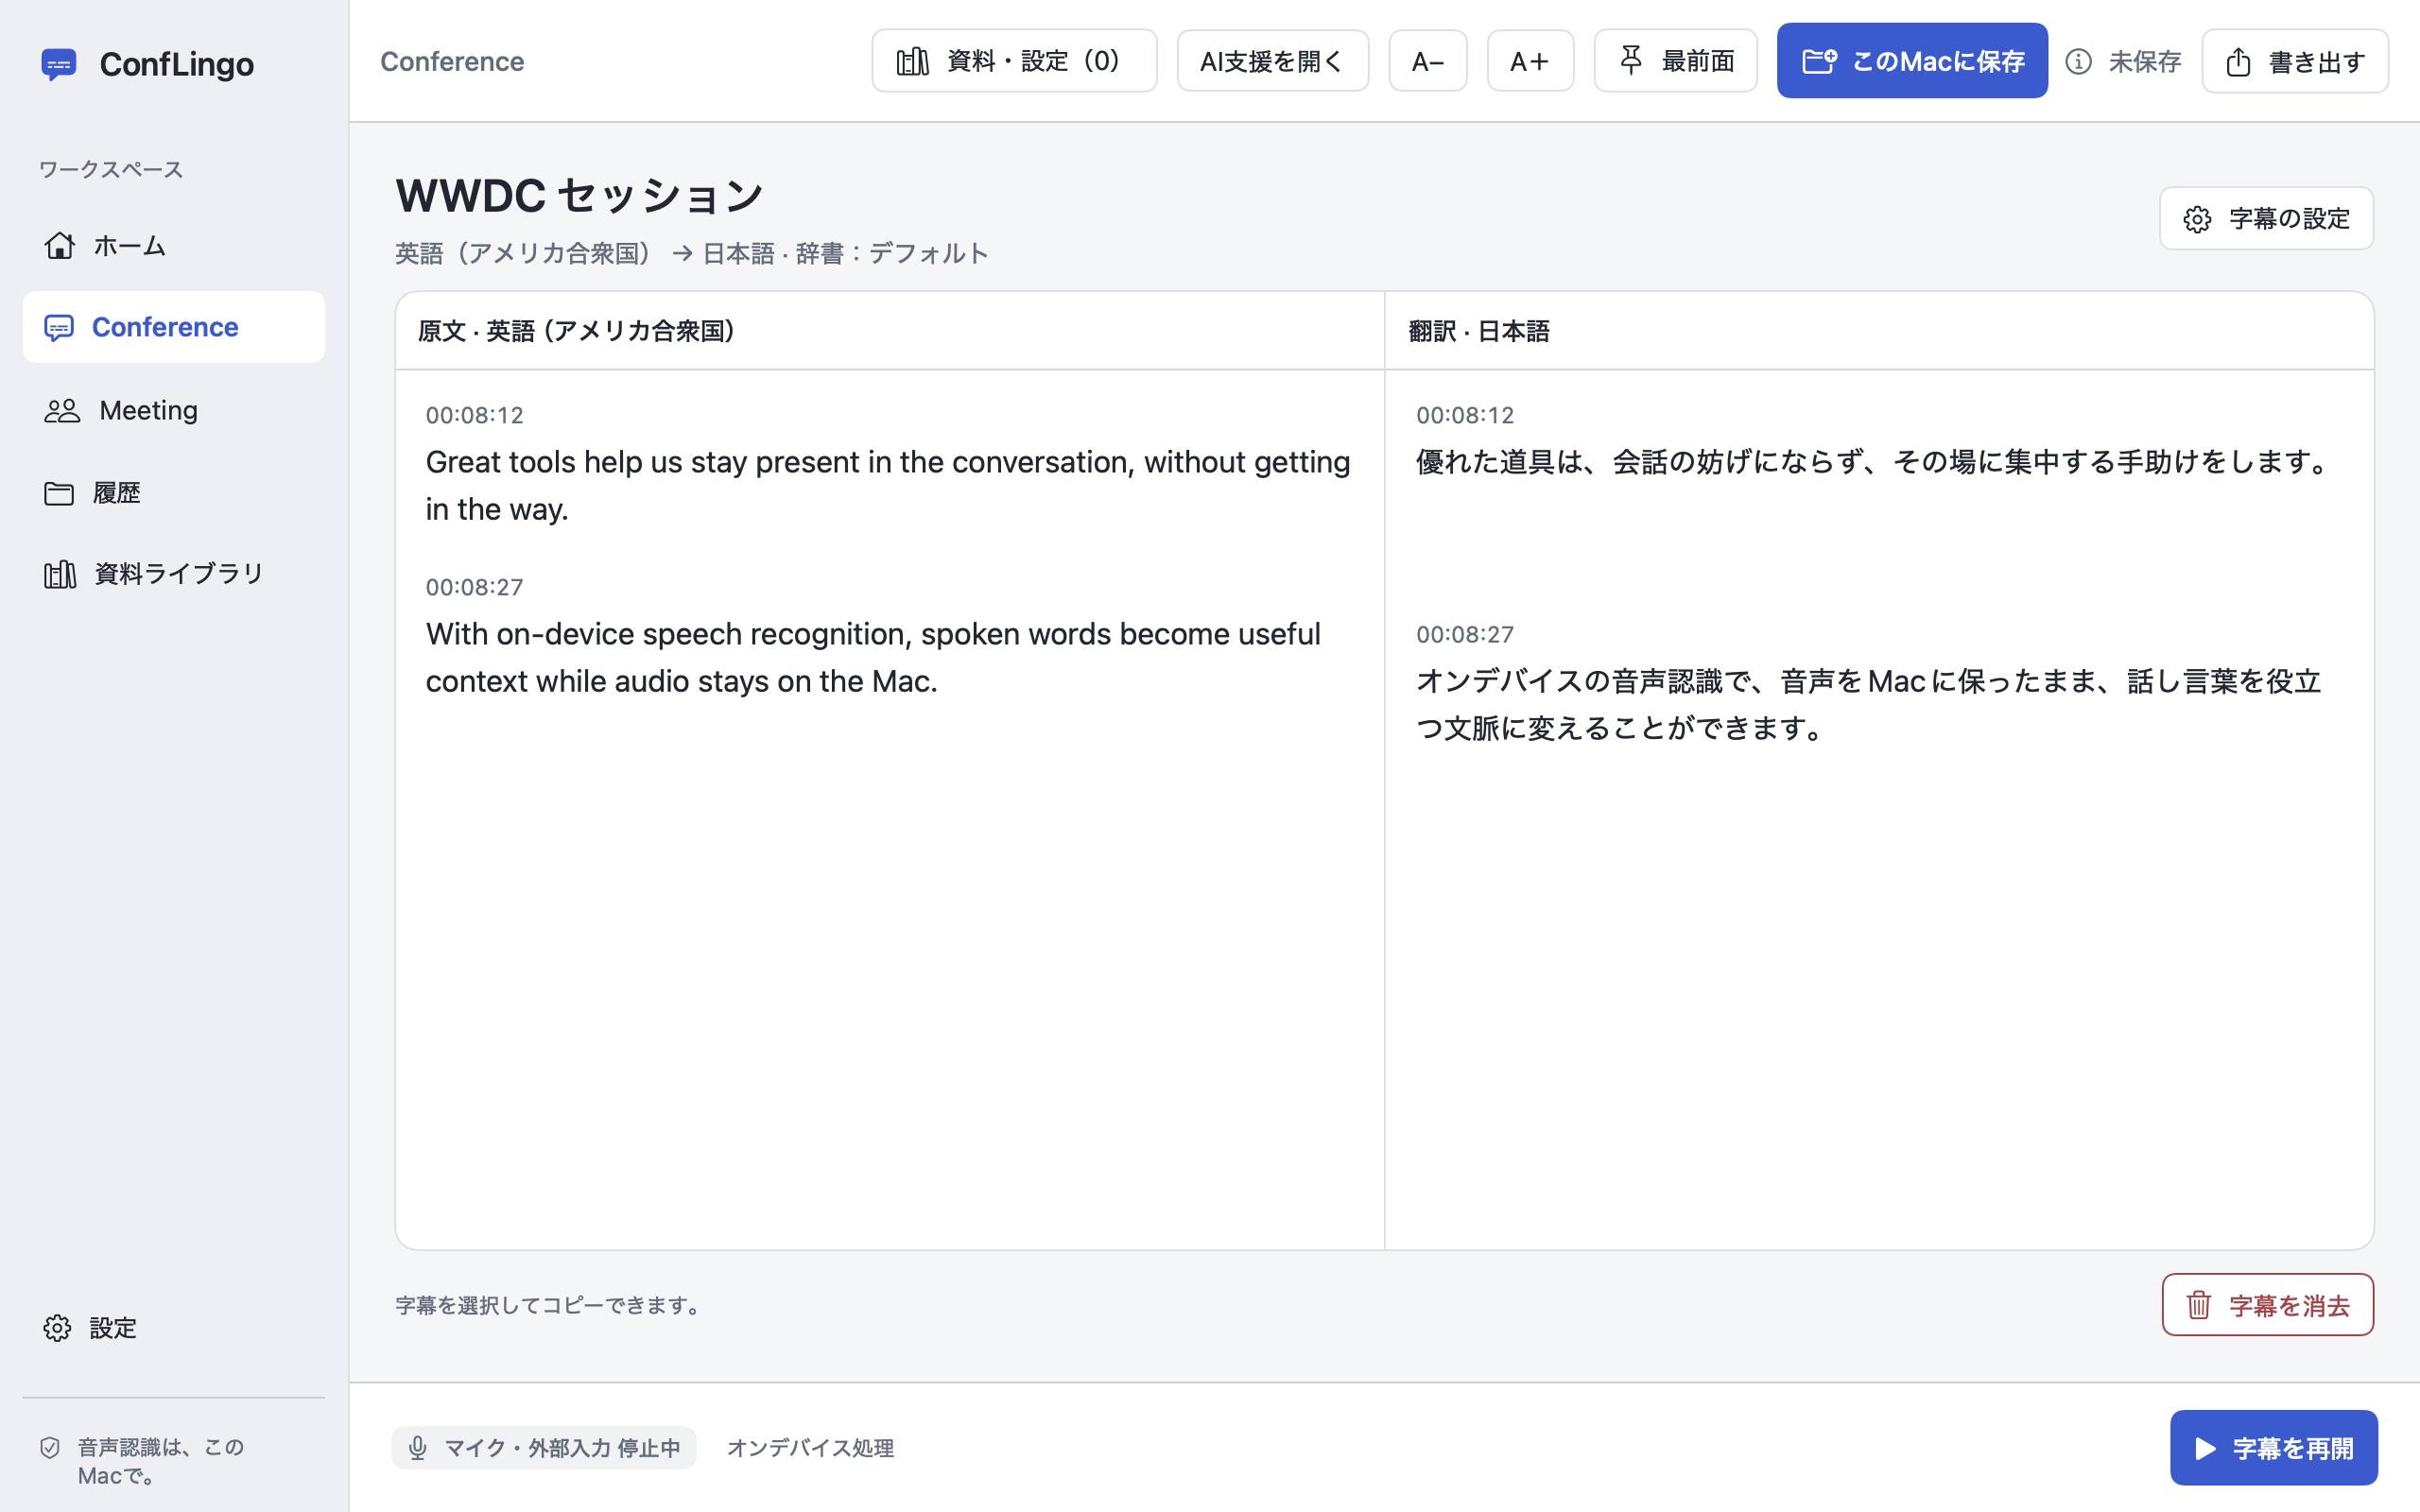 ConfLingo
ワークスペース
ホーム
Conference
Meeting
履歴
資料ライブラリ
設定
音声認識は、この
Macで。
Conference
資料・設定（0）
AI支援を開く
A−
A+
最前面
このMacに保存
未保存
書き出す
WWDC セッション
英語（アメリカ合衆国） → 日本語 · 辞書：デフォルト
字幕の設定
原文 · 英語 (アメリカ合衆国)
00:08:12
Great tools help us stay present in the conversation, without getting
in the way.
00:08:27
With on-device speech recognition, spoken words become useful
context while audio stays on the Mac.
翻訳 · 日本語
00:08:12
優れた道具は、会話の妨げにならず、その場に集中する手助けをします。
00:08:27
オンデバイスの音声認識で、音声をMacに保ったまま、話し言葉を役立
つ文脈に変えることができます。
字幕を選択してコピーできます。
字幕を消去
マイク・外部入力 停止中
オンデバイス処理
字幕を再開